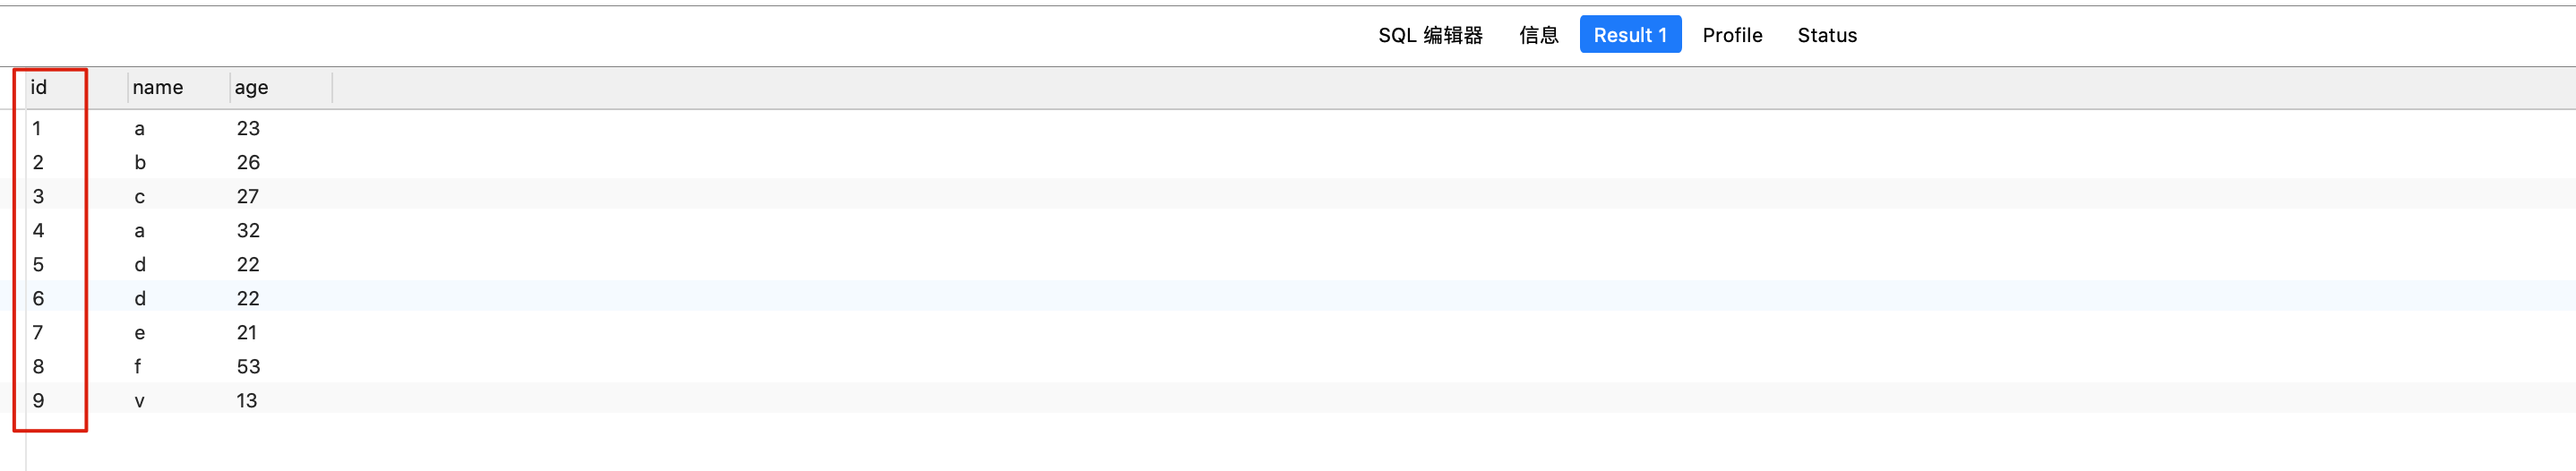 SQL 编辑器 信息 Result 1 Profile Status
id name age
1 a 23
2 b 26
3 c 27
4 a 32
5 d 22
6 d 22
7 e 21
8 f 53
9 v 13